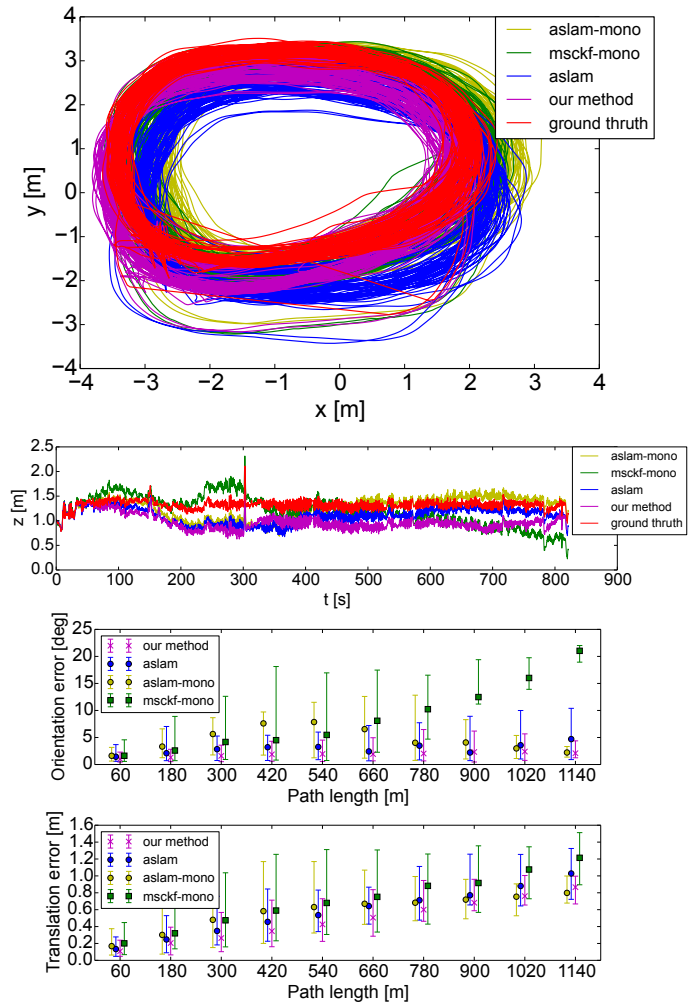 4
3
2
1
0
−1
−2
−3
−4
y [m]
aslam-mono
msckf-mono
aslam
our method
ground thruth
−4 −3 −2 −1 0 1 2 3 4
x [m]
2.5
2.0
1.5
1.0
0.5
0.0
z [m]
aslam-mono
msckf-mono
aslam
our method
ground thruth
0 100 200 300 400 500 600 700 800 900
t [s]
25
20
15
10
5
0
Orientation error [deg]
our method
aslam
aslam-mono
msckf-mono
60 180 300 420 540 660 780 900 1020 1140
Path length [m]
1.6
1.4
1.2
1.0
0.8
0.6
0.4
0.2
0.0
Translation error [m]
our method
aslam
aslam-mono
msckf-mono
60 180 300 420 540 660 780 900 1020 1140
Path length [m]